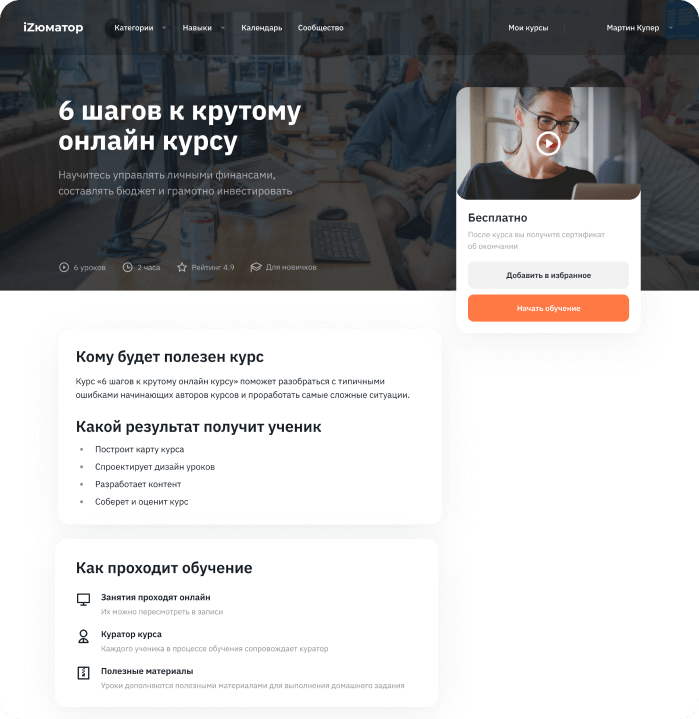 iZюматор
Категории Навыки Календарь Сообщество Мои курсы Мартин Купер
6 шагов к крутому
онлайн курсу
Научитесь управлять личными финансами,
составлять бюджет и грамотно инвестировать
6 уроков 2 часа Рейтинг 4.9 Для новичков
Бесплатно
После курса вы получите сертификат
об окончании
Добавить в избранное
Начать обучение
Кому будет полезен курс
Курс «6 шагов к крутому онлайн курсу» поможет разобраться с типичными
ошибками начинающих авторов курсов и проработать самые сложные ситуации.
Какой результат получит ученик
• Построит карту курса
• Спроектирует дизайн уроков
• Разработает контент
• Соберет и оценит курс
Как проходит обучение
Занятия проходят онлайн
Их можно пересмотреть в записи
Куратор курса
Каждого ученика в процессе обучения сопровождает куратор
Полезные материалы
Уроки дополняются полезными материалами для выполнения домашнего задания